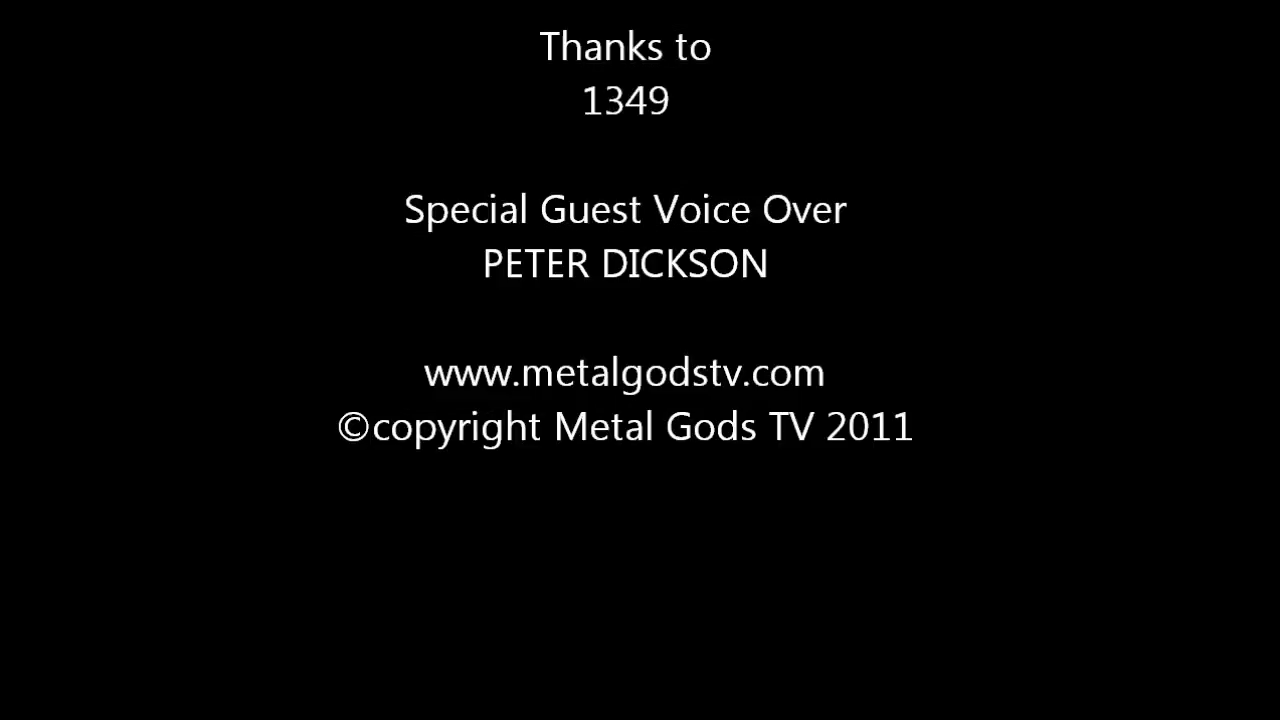 Thanks to
1349
Special Guest Voice Over
PETER DICKSON
www.metalgodstv.com
©copyright Metal Gods TV 2011